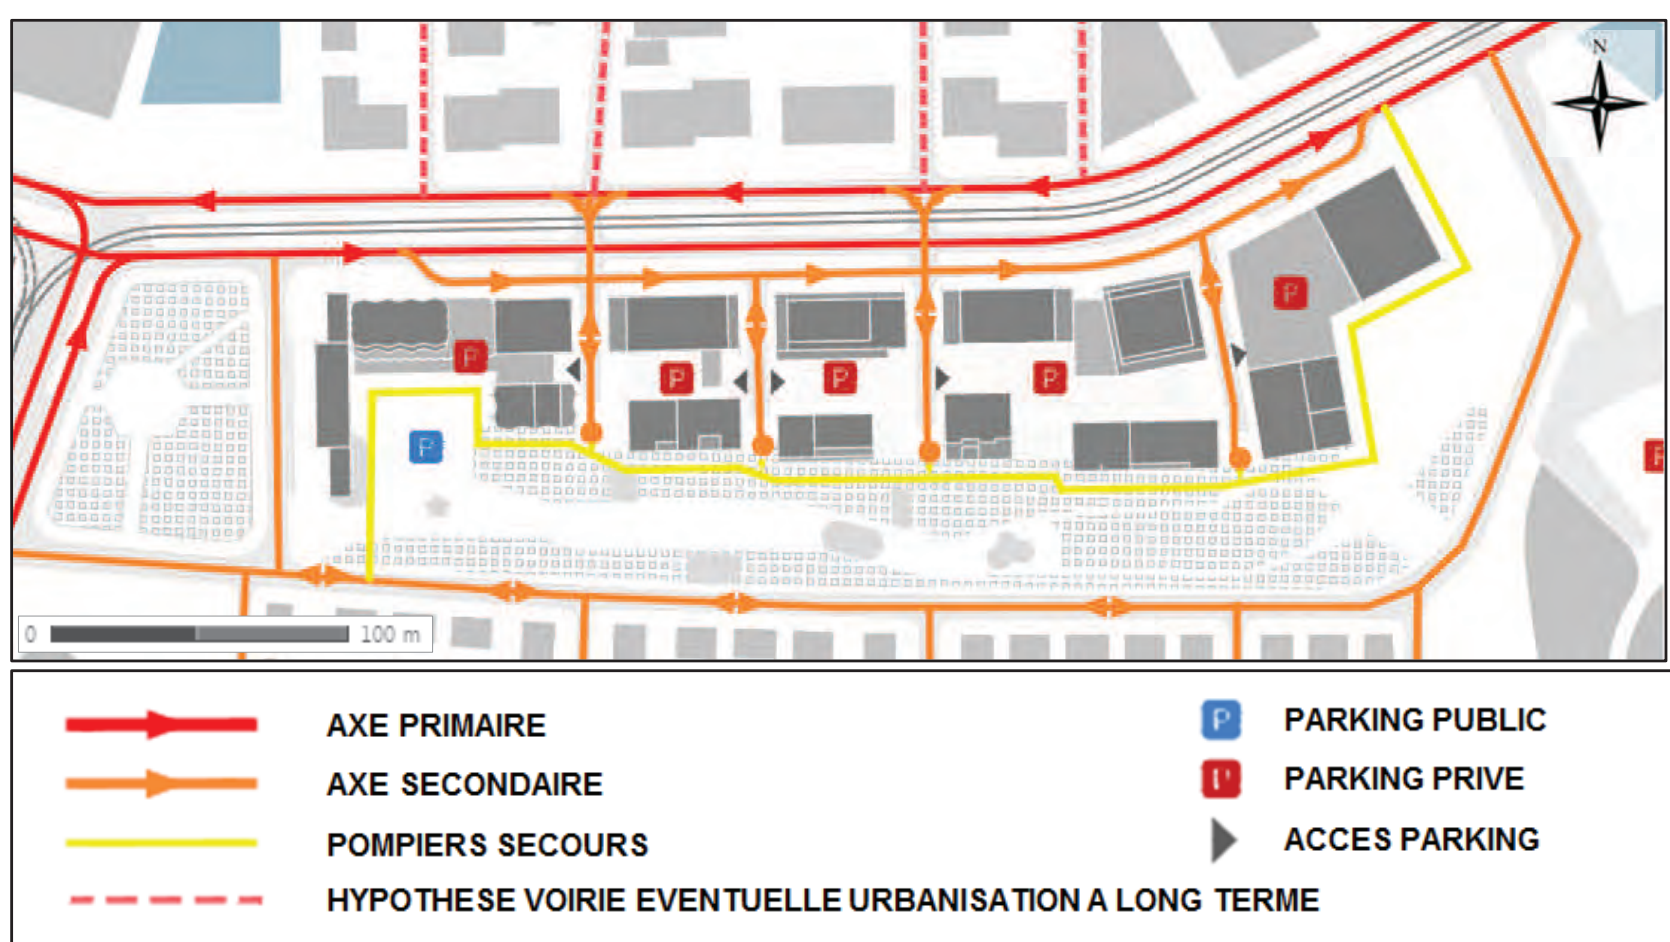 N
P
P
P
P
P
P
P
0 100 m
AXE PRIMAIRE
AXE SECONDAIRE
POMPIERS SECOURS
HYPOTHESE VOIRIE EVENTUELLE URBANISATION A LONG TERME
P PARKING PUBLIC
P PARKING PRIVE
ACCES PARKING